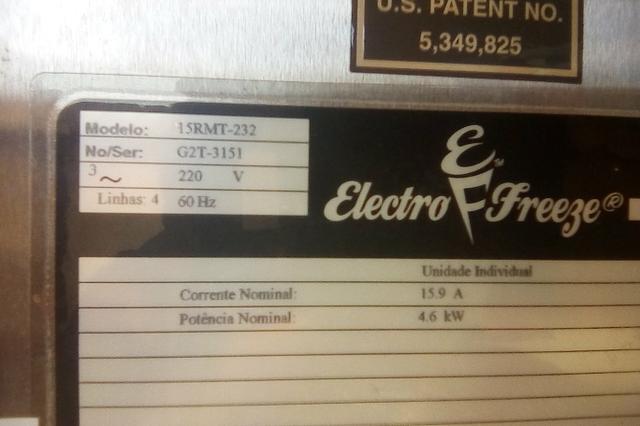 U.S. PATENT NO.
5,349,825
Modelo: 15RMT-232
No/Ser: G2T-3151
3 ~ 220 V
Linhas: 4 60 Hz
EF™
Electro Freeze®
Unidade Individual
Corrente Nominal: 15.9 A
Potência Nominal: 4.6 kW